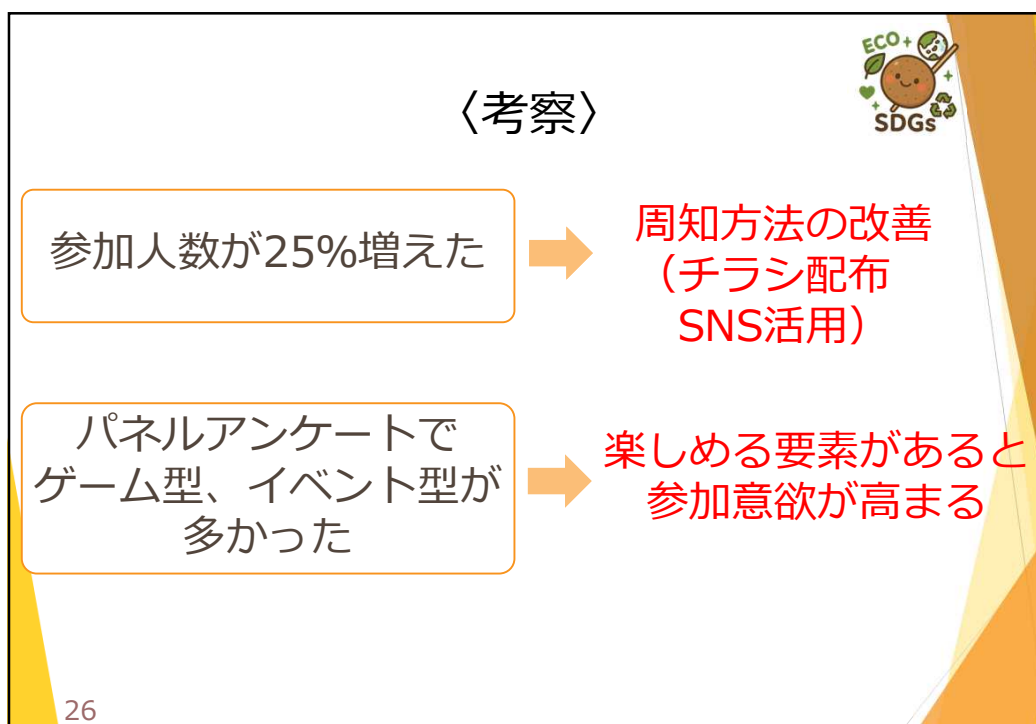 ECO
SDGs
〈考察〉
参加人数が25%増えた
周知方法の改善
（チラシ配布
SNS活用）
パネルアンケートで
ゲーム型、イベント型が
多かった
楽しめる要素があると
参加意欲が高まる
26